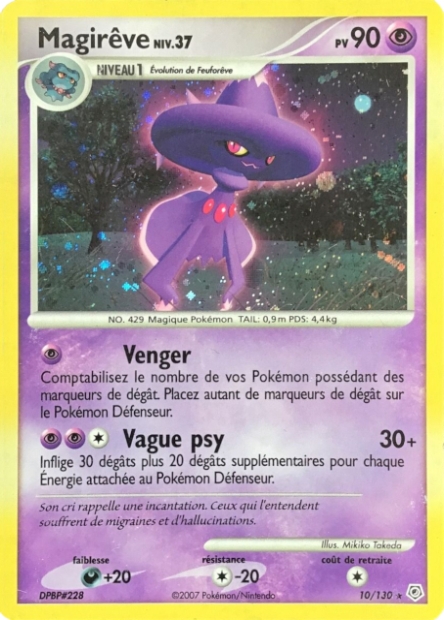 Magirêve NIV.37
PV 90
NIVEAU 1 Évolution de Feuforêve
NO. 429 Magique Pokémon TAIL: 0,9 m PDS: 4,4 kg
Venger
Comptabilisez le nombre de vos Pokémon possédant des
marqueurs de dégât. Placez autant de marqueurs de dégât sur
le Pokémon Défenseur.
Vague psy 30+
Inflige 30 dégâts plus 20 dégâts supplémentaires pour chaque
Énergie attachée au Pokémon Défenseur.
Son cri rappelle une incantation. Ceux qui l'entendent
souffrent de migraines et d'hallucinations.
Illus. Mikiko Takeda
faiblesse résistance coût de retraite
+20 -20
DPBP#228 ©2007 Pokémon/Nintendo 10/130 ★